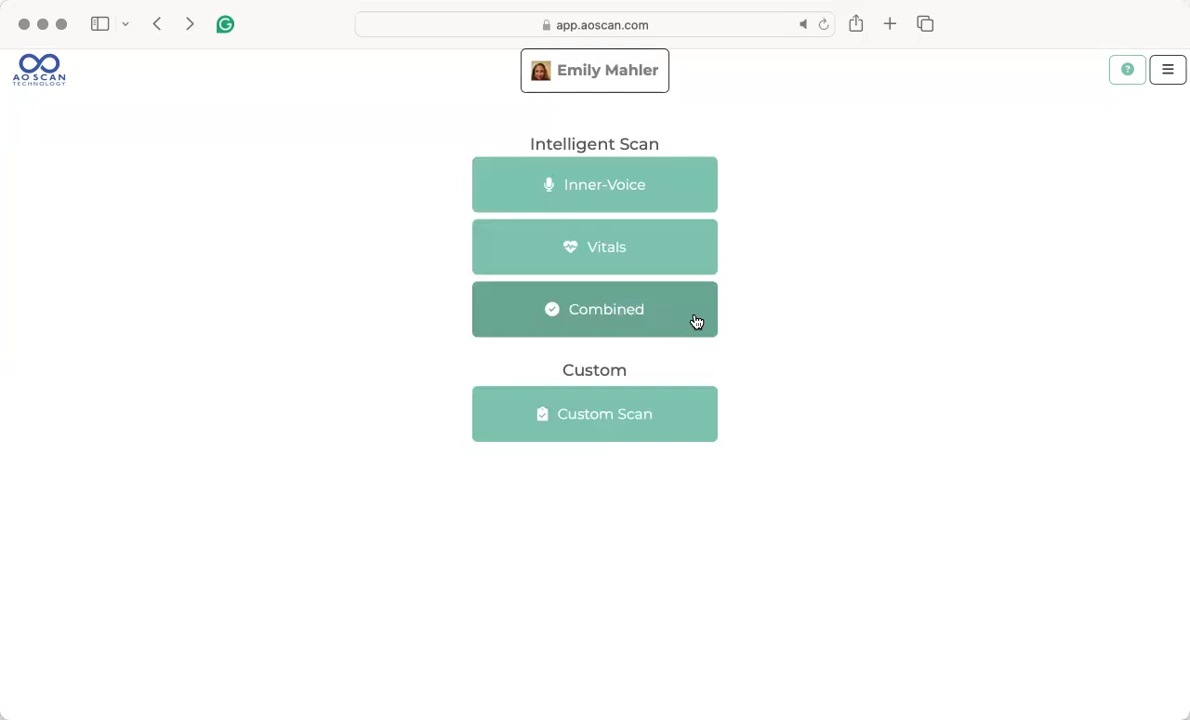 app.aoscan.com
AO SCAN
TECHNOLOGY
Emily Mahler
Intelligent Scan
Inner-Voice
Vitals
Combined
Custom
Custom Scan